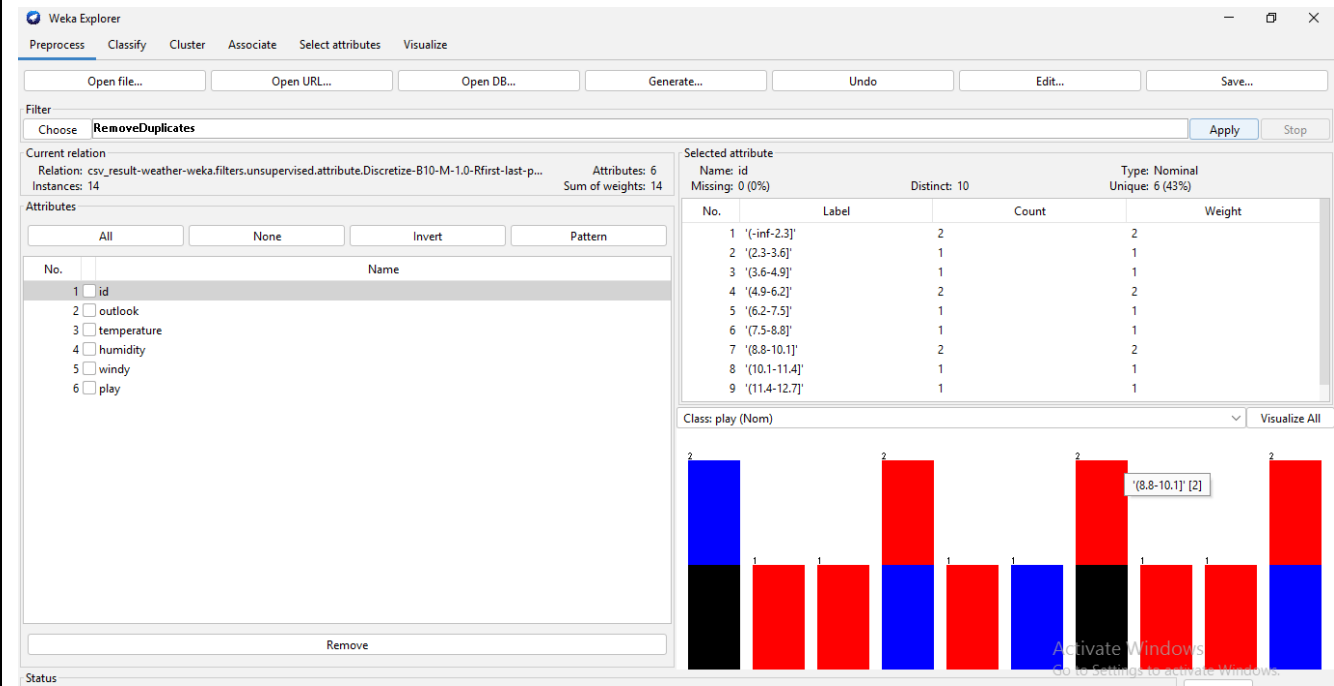 Weka Explorer
Preprocess Classify Cluster Associate Select attributes Visualize
Open file... Open URL... Open DB... Generate... Undo Edit... Save...
Filter
Choose RemoveDuplicates Apply Stop
Current relation
Relation: csv_result-weather-weka.filters.unsupervised.attribute.Discretize-B10-M-1.0-Rfirst-last-p... Attributes: 6
Instances: 14 Sum of weights: 14
Attributes
All None Invert Pattern
No. Name
1 id
2 outlook
3 temperature
4 humidity
5 windy
6 play
Remove
Status
Selected attribute
Name: id Type: Nominal
Missing: 0 (0%) Distinct: 10 Unique: 6 (43%)
No. Label Count Weight
1 '(-inf-2.3]' 2 2
2 '(2.3-3.6]' 1 1
3 '(3.6-4.9]' 1 1
4 '(4.9-6.2]' 2 2
5 '(6.2-7.5]' 1 1
6 '(7.5-8.8]' 1 1
7 '(8.8-10.1]' 2 2
8 '(10.1-11.4]' 1 1
9 '(11.4-12.7]' 1 1
Class: play (Nom) Visualize All
2 2 2 2
'(8.8-10.1]' [2]
1 1 1 1 1 1
Activate Windows
Go to Settings to activate Windows.